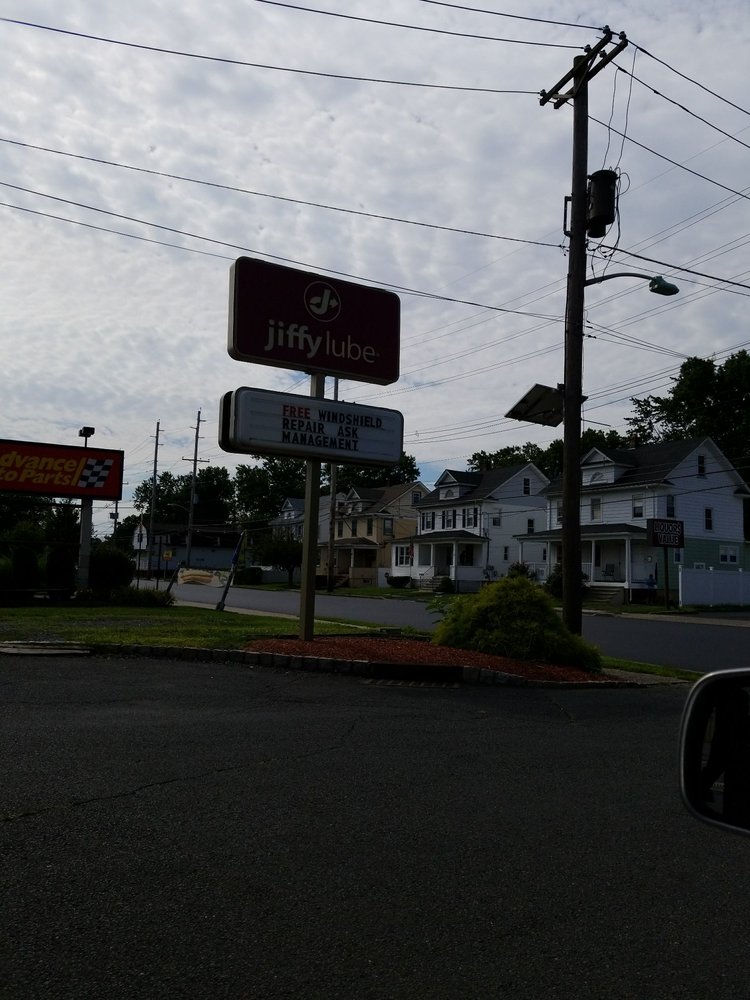 jiffy lube
FREE WINDSHIELD
REPAIR ASK
MANAGEMENT
dvance
to Parts